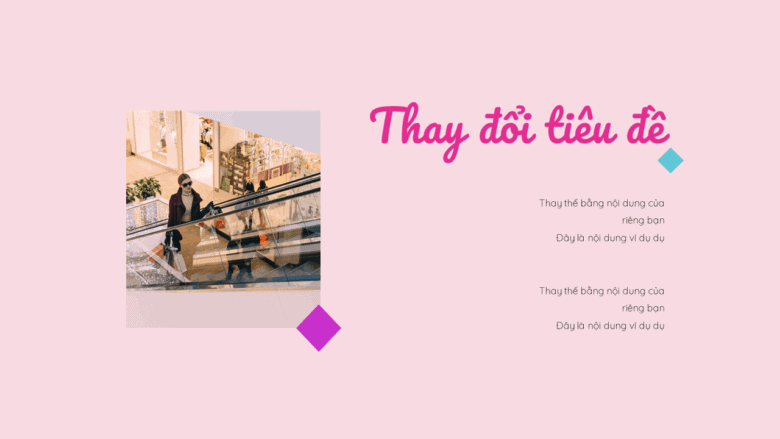 Thay đổi tiêu đề
Thay thế bằng nội dung của
riêng bạn
Đây là nội dung ví dụ dụ
Thay thế bằng nội dung của
riêng bạn
Đây là nội dung ví dụ dụ